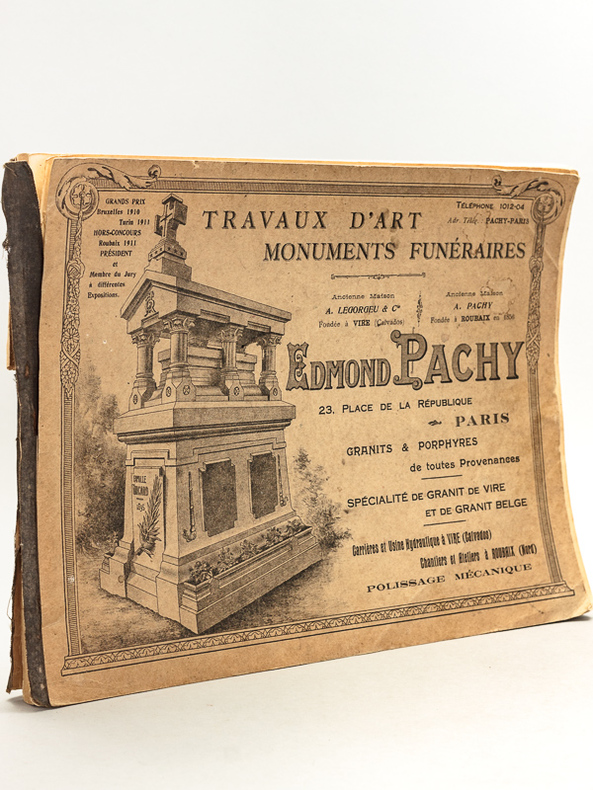 GRANDS PRIX
Bruxelles 1910
Turin 1911
HORS-CONCOURS
Roubaix 1911
PRÉSIDENT
et
Membre du Jury
à différentes
Expositions.
TÉLÉPHONE 1012-04
Adr. Télég. PACHY-PARIS
TRAVAUX D'ART
MONUMENTS FUNÉRAIRES
Ancienne Maison
A. LEGORGEU & Cie
Fondée à VIRE (Calvados)
Ancienne Maison
A. PACHY
Fondée à ROUBAIX en
EDMOND PACHY
23, PLACE DE LA RÉPUBLIQUE
PARIS
GRANITS & PORPHYRES
de toutes Provenances
SPÉCIALITÉ DE GRANIT DE VIRE
ET DE GRANIT BELGE
Carrières et Usine Hydraulique à VIRE (Calvados)
Chantiers et Ateliers à ROUBAIX (Nord)
POLISSAGE MÉCANIQUE
FAMILLE